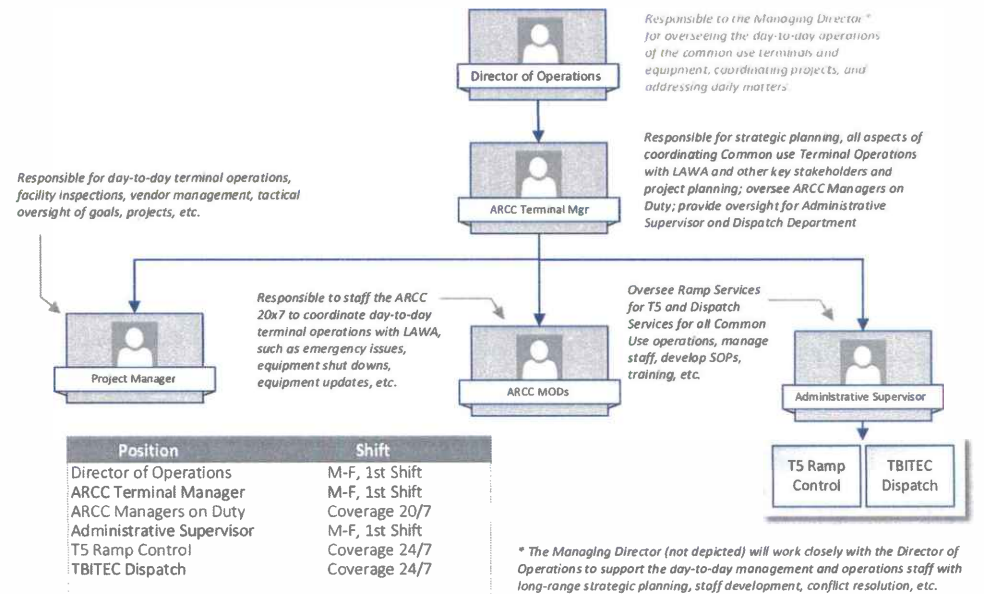 Responsible to the Managing Director*
for overseeing the day-to-day operations
of the common use terminals and
equipment, coordinating projects, and
addressing daily matters
Director of Operations
Responsible for strategic planning, all aspects of
coordinating Common use Terminal Operations
with LAWA and other key stakeholders and
project planning; oversee ARCC Managers on
Duty; provide oversight for Administrative
Supervisor and Dispatch Department
ARCC Terminal Mgr
Responsible for day-to-day terminal operations,
facility inspections, vendor management, tactical
oversight of goals, projects, etc.
Project Manager
Responsible to staff the ARCC
20x7 to coordinate day-to-day
terminal operations with LAWA,
such as emergency issues,
equipment shut downs,
equipment updates, etc.
ARCC MODs
Oversee Ramp Services
for T5 and Dispatch
Services for all Common
Use operations, manage
staff, develop SOPs,
training, etc.
Administrative Supervisor
T5 Ramp
Control
TBITEC
Dispatch
Position Shift
Director of Operations M-F, 1st Shift
ARCC Terminal Manager M-F, 1st Shift
ARCC Managers on Duty Coverage 20/7
Administrative Supervisor M-F, 1st Shift
T5 Ramp Control Coverage 24/7
TBITEC Dispatch Coverage 24/7
* The Managing Director (not depicted) will work closely with the Director of
Operations to support the day-to-day management and operations staff with
long-range strategic planning, staff development, conflict resolution, etc.